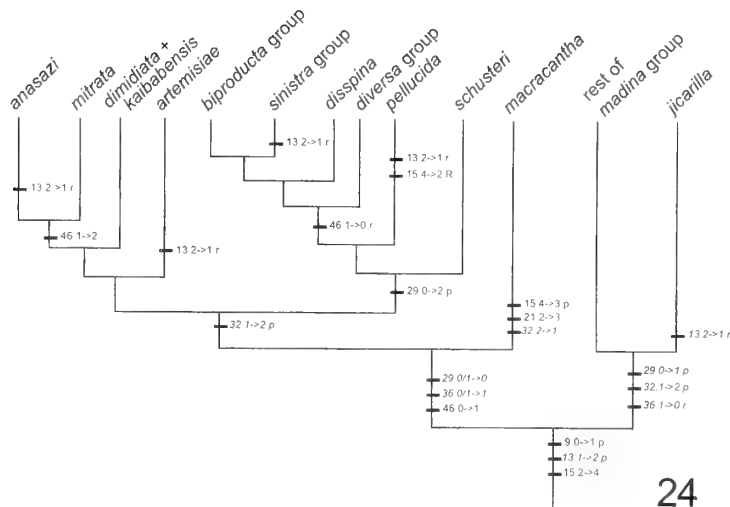 anasazi
mitrata
dimidiata +
kaibabensis
artemisiae
biproducta group
sinistra group
disspina
diversa group
pellucida
schusteri
macracantha
rest of
madina group
jicarilla
13 2->1 r
13 2->1 r
15 4->2 R
13 2 >1 r
46 1->0 r
46 1->2
13 2->1 r
29 0->2 p
15 4->3 p
21 2->3
32 2->1
32 1->2 p
13 2->1 r
29 0/1->0
36 0/1->1
46 0->1
29 0->1 p
32 1->2 p
36 1->0 r
9 0->1 p
13 1->2 p
15 2->4
24